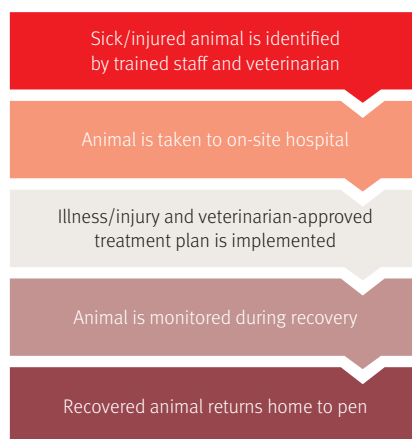 Sick/injured animal is identified
by trained staff and veterinarian
Animal is taken to on-site hospital
Illness/injury and veterinarian-approved
treatment plan is implemented
Animal is monitored during recovery
Recovered animal returns home to pen